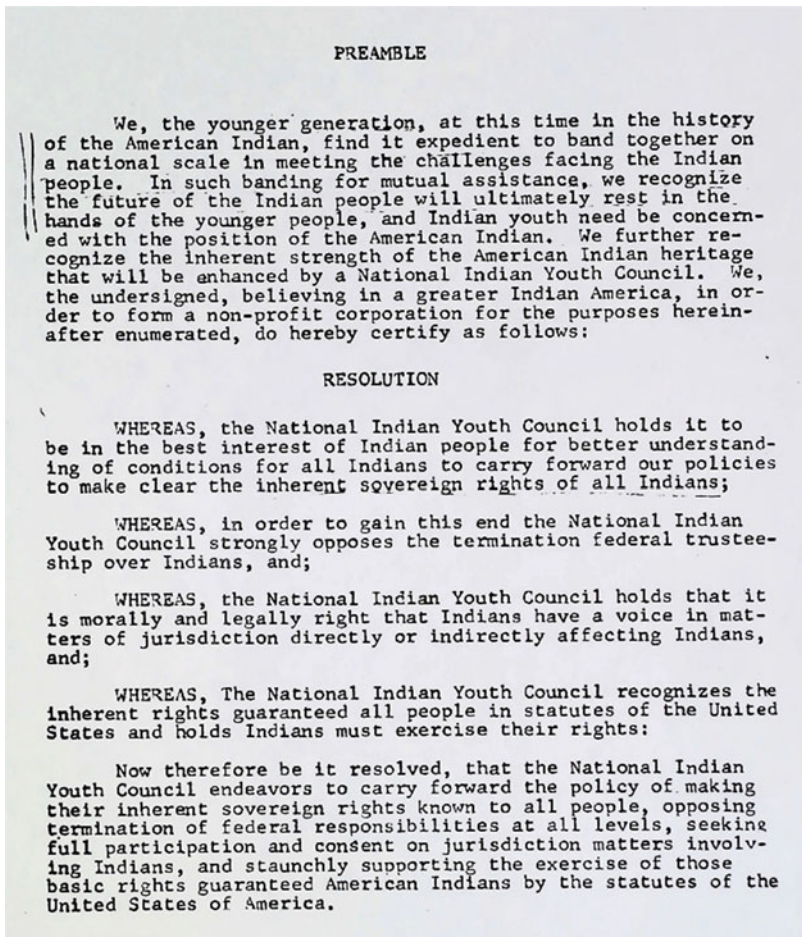 PREAMBLE
We, the younger generation, at this time in the history
of the American Indian, find it expedient to band together on
a national scale in meeting the challenges facing the Indian
people. In such banding for mutual assistance, we recognize
the future of the Indian people will ultimately rest in the
hands of the younger people, and Indian youth need be concern-
ed with the position of the American Indian. We further re-
cognize the inherent strength of the American Indian heritage
that will be enhanced by a National Indian Youth Council. We,
the undersigned, believing in a greater Indian America, in or-
der to form a non-profit corporation for the purposes herein-
after enumerated, do hereby certify as follows:
RESOLUTION
WHEREAS, the National Indian Youth Council holds it to
be in the best interest of Indian people for better understand-
ing of conditions for all Indians to carry forward our policies
to make clear the inherent sovereign rights of all Indians;
WHEREAS, in order to gain this end the National Indian
Youth Council strongly opposes the termination federal trustee-
ship over Indians, and;
WHEREAS, the National Indian Youth Council holds that it
is morally and legally right that Indians have a voice in mat-
ters of jurisdiction directly or indirectly affecting Indians,
and;
WHEREAS, The National Indian Youth Council recognizes the
inherent rights guaranteed all people in statutes of the United
States and holds Indians must exercise their rights:
Now therefore be it resolved, that the National Indian
Youth Council endeavors to carry forward the policy of making
their inherent sovereign rights known to all people, opposing
termination of federal responsibilities at all levels, seeking
full participation and consent on jurisdiction matters involv-
ing Indians, and staunchly supporting the exercise of those
basic rights guaranteed American Indians by the statutes of the
United States of America.